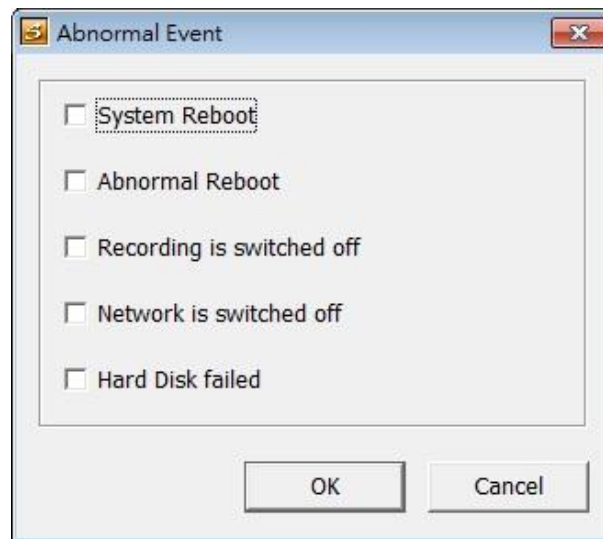 Abnormal Event
System Reboot
Abnormal Reboot
Recording is switched off
Network is switched off
Hard Disk failed
OK Cancel